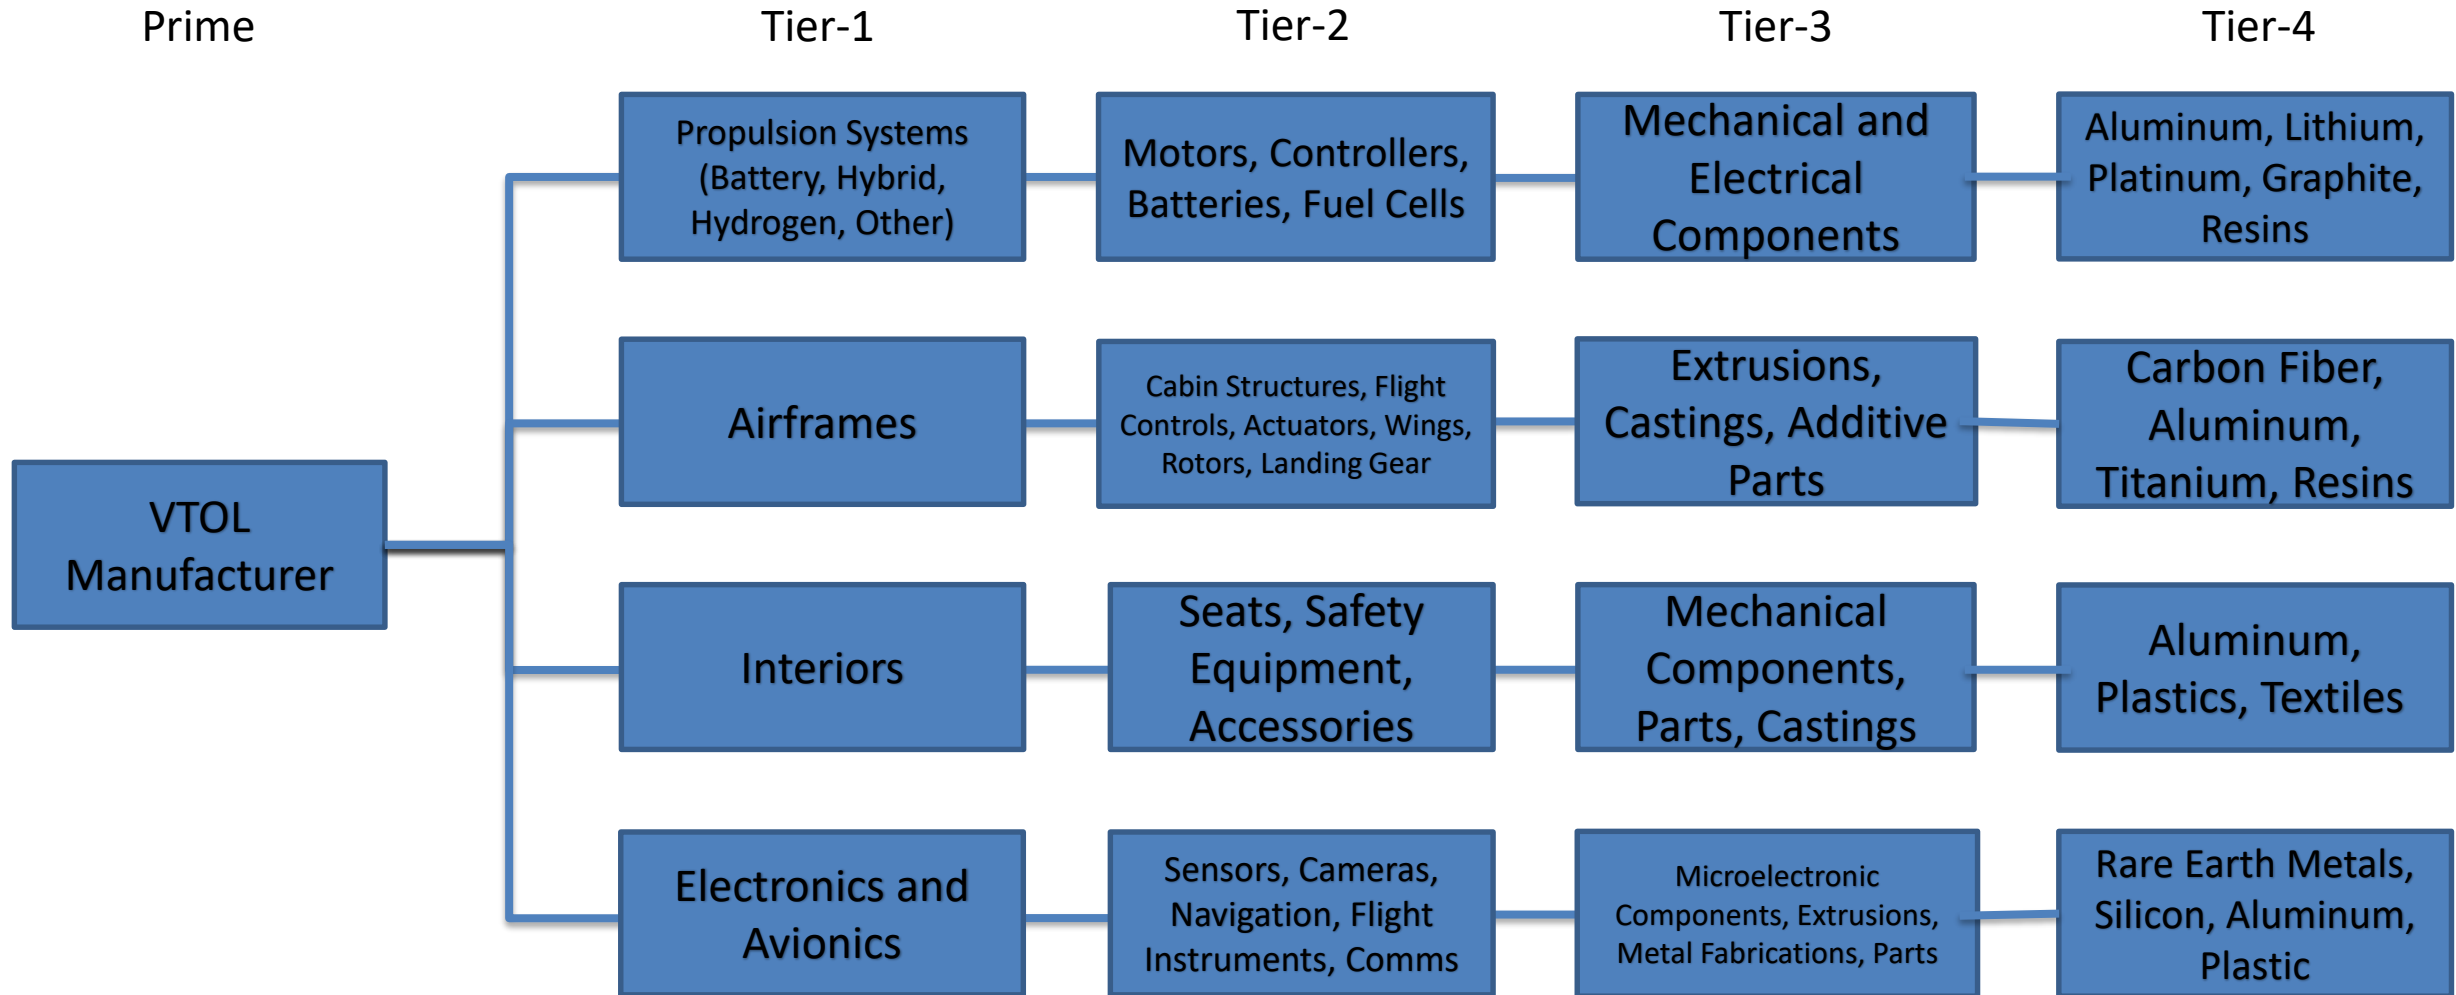 Prime
Tier-1
Tier-2
Tier-3
Tier-4
VTOL
Manufacturer
Propulsion Systems
(Battery, Hybrid,
Hydrogen, Other)
Motors, Controllers,
Batteries, Fuel Cells
Mechanical and
Electrical
Components
Aluminum, Lithium,
Platinum, Graphite,
Resins
Airframes
Cabin Structures, Flight
Controls, Actuators, Wings,
Rotors, Landing Gear
Extrusions,
Castings, Additive
Parts
Carbon Fiber,
Aluminum,
Titanium, Resins
Interiors
Seats, Safety
Equipment,
Accessories
Mechanical
Components,
Parts, Castings
Aluminum,
Plastics, Textiles
Electronics and
Avionics
Sensors, Cameras,
Navigation, Flight
Instruments, Comms
Microelectronic
Components, Extrusions,
Metal Fabrications, Parts
Rare Earth Metals,
Silicon, Aluminum,
Plastic